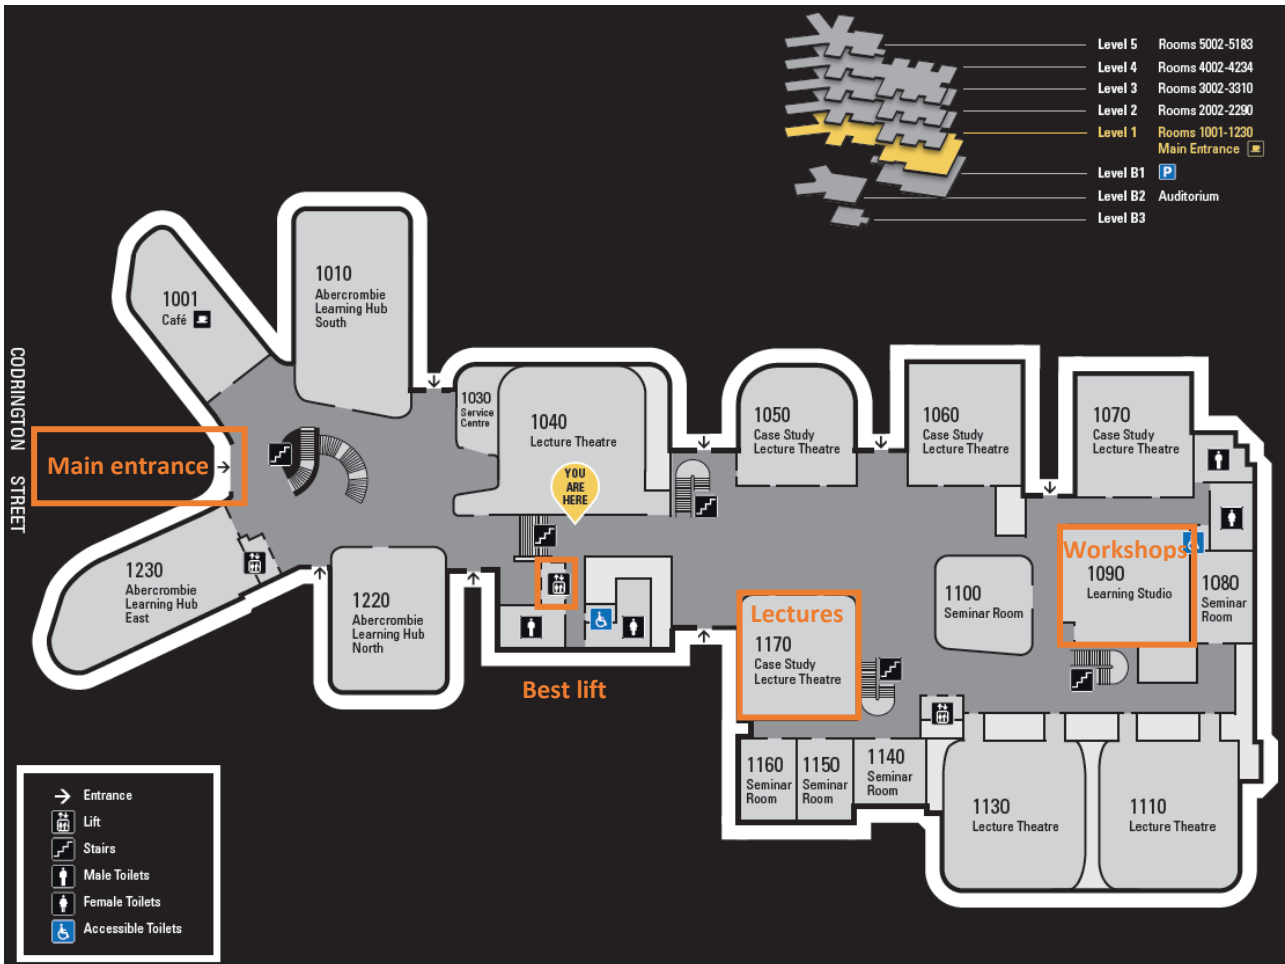 Level 5 Rooms 5002-5183
Level 4 Rooms 4002-4234
Level 3 Rooms 3002-3310
Level 2 Rooms 2002-2290
Level 1 Rooms 1001-1230
Main Entrance
Level B1 P
Level B2 Auditorium
Level B3
CODRINGTON STREET
Main entrance
1001
Café
1010
Abercrombie
Learning Hub
South
1030
Service
Centre
1040
Lecture Theatre
YOU
ARE
HERE
1050
Case Study
Lecture Theatre
1060
Case Study
Lecture Theatre
1070
Case Study
Lecture Theatre
1230
Abercrombie
Learning Hub
East
1220
Abercrombie
Learning Hub
North
Best lift
Lectures
1170
Case Study
Lecture Theatre
1100
Seminar Room
Workshops
1090
Learning Studio
1080
Seminar
Room
1160
Seminar
Room
1150
Seminar
Room
1140
Seminar
Room
1130
Lecture Theatre
1110
Lecture Theatre
Entrance
Lift
Stairs
Male Toilets
Female Toilets
Accessible Toilets